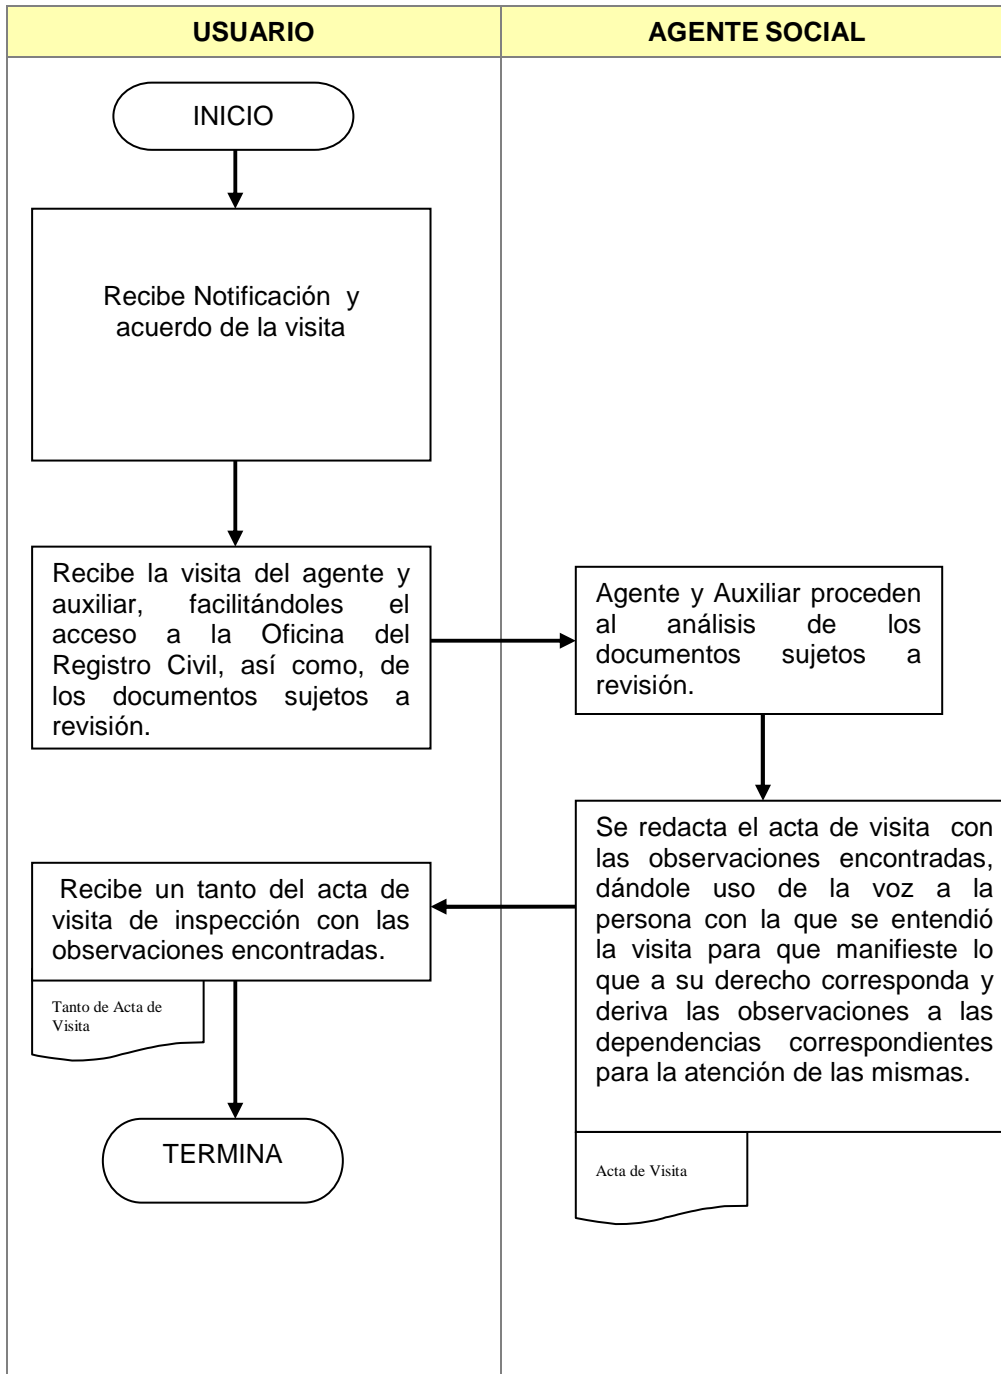 USUARIO
AGENTE SOCIAL
INICIO
Recibe Notificación y
acuerdo de la visita
Recibe la visita del agente y
auxiliar, facilitándoles el
acceso a la Oficina del
Registro Civil, así como, de
los documentos sujetos a
revisión.
Agente y Auxiliar proceden
al análisis de los
documentos sujetos a
revisión.
Se redacta el acta de visita con
las observaciones encontradas,
dándole uso de la voz a la
persona con la que se entendió
la visita para que manifieste lo
que a su derecho corresponda y
deriva las observaciones a las
dependencias correspondientes
para la atención de las mismas.
Acta de Visita
Recibe un tanto del acta de
visita de inspección con las
observaciones encontradas.
Tanto de Acta de
Visita
TERMINA